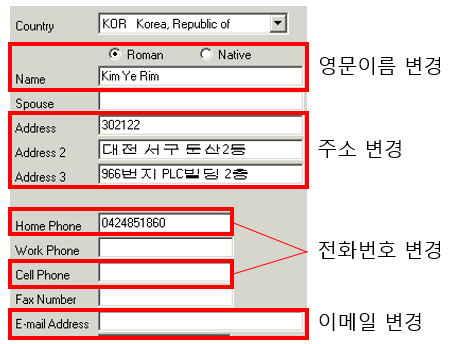 Country KOR Korea, Republic of
Roman Native
영문이름 변경
Name Kim Ye Rim
Spouse
Address 302122
Address 2 대전 서구 둔산2동
주소 변경
Address 3 966번지 PLC빌딩 2층
Home Phone 0424851860
Work Phone
전화번호 변경
Cell Phone
Fax Number
E-mail Address
이메일 변경